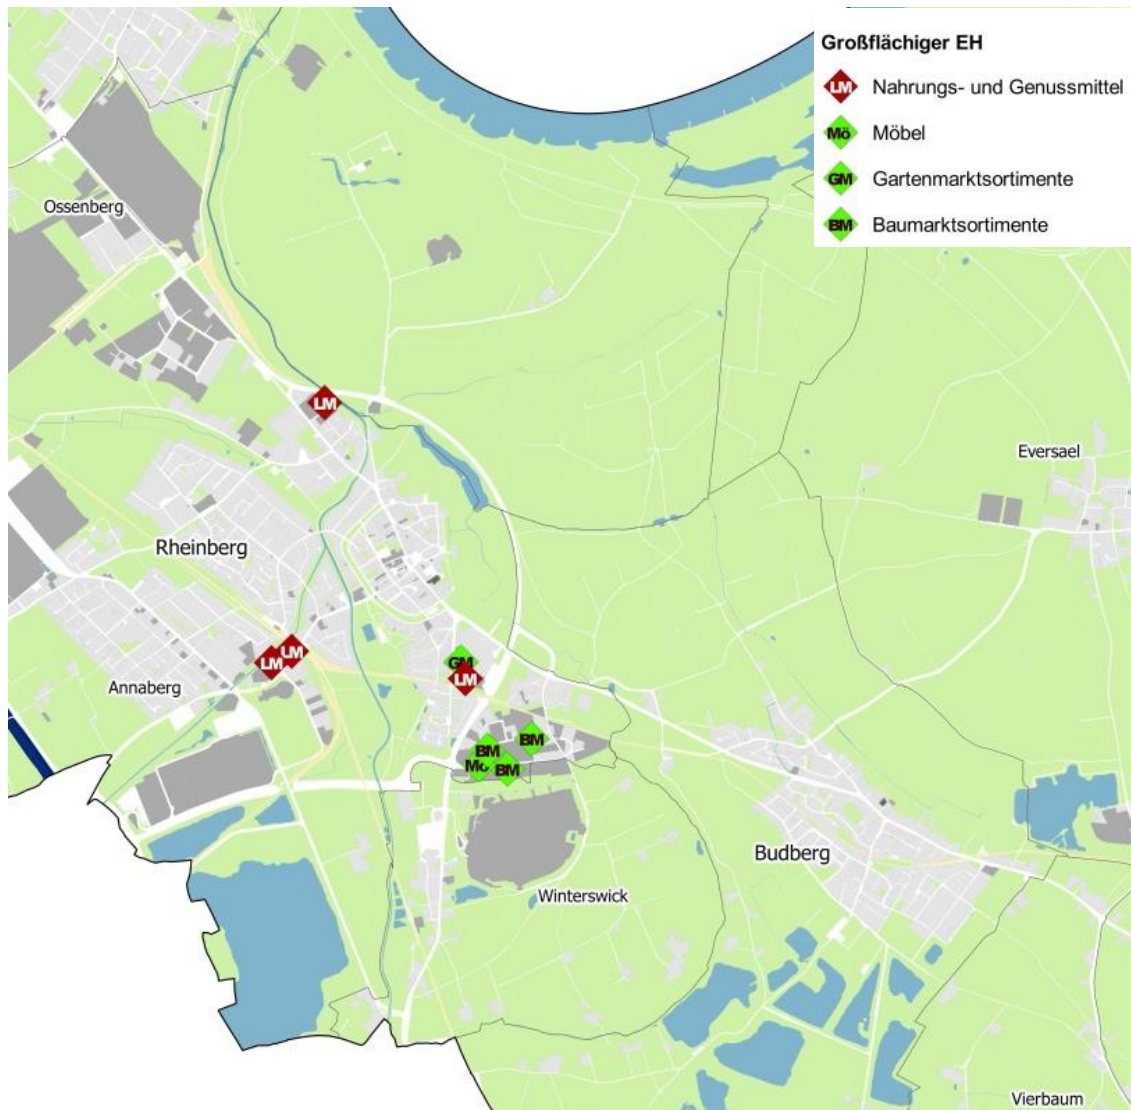 Großflächiger EH
LM Nahrungs- und Genussmittel
Mö Möbel
GM Gartenmarktsortimente
BM Baumarktsortimente
Ossenberg
LM
Eversael
Rheinberg
LM
LM
GM
LM
Annaberg
BM
BM
Mö
BM
Budberg
Winterswick
Vierbaum